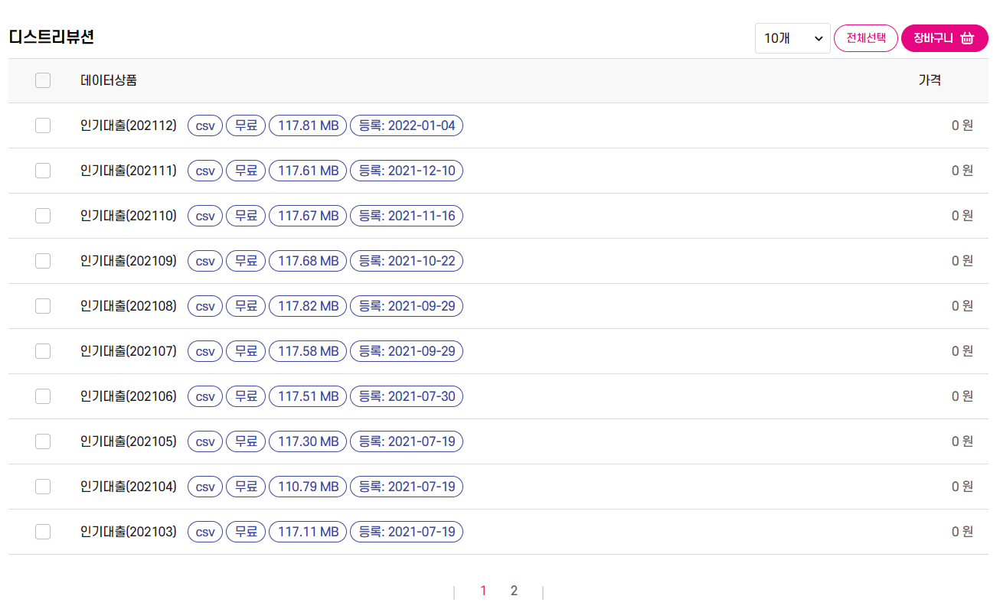 디스트리뷰션 10개 전체선택 장바구니
데이터상품 가격
인기대출(202112) csv 무료 117.81 MB 등록: 2022-01-04 0 원
인기대출(202111) csv 무료 117.61 MB 등록: 2021-12-10 0 원
인기대출(202110) csv 무료 117.67 MB 등록: 2021-11-16 0 원
인기대출(202109) csv 무료 117.68 MB 등록: 2021-10-22 0 원
인기대출(202108) csv 무료 117.82 MB 등록: 2021-09-29 0 원
인기대출(202107) csv 무료 117.58 MB 등록: 2021-09-29 0 원
인기대출(202106) csv 무료 117.51 MB 등록: 2021-07-30 0 원
인기대출(202105) csv 무료 117.30 MB 등록: 2021-07-19 0 원
인기대출(202104) csv 무료 110.79 MB 등록: 2021-07-19 0 원
인기대출(202103) csv 무료 117.11 MB 등록: 2021-07-19 0 원
1 2